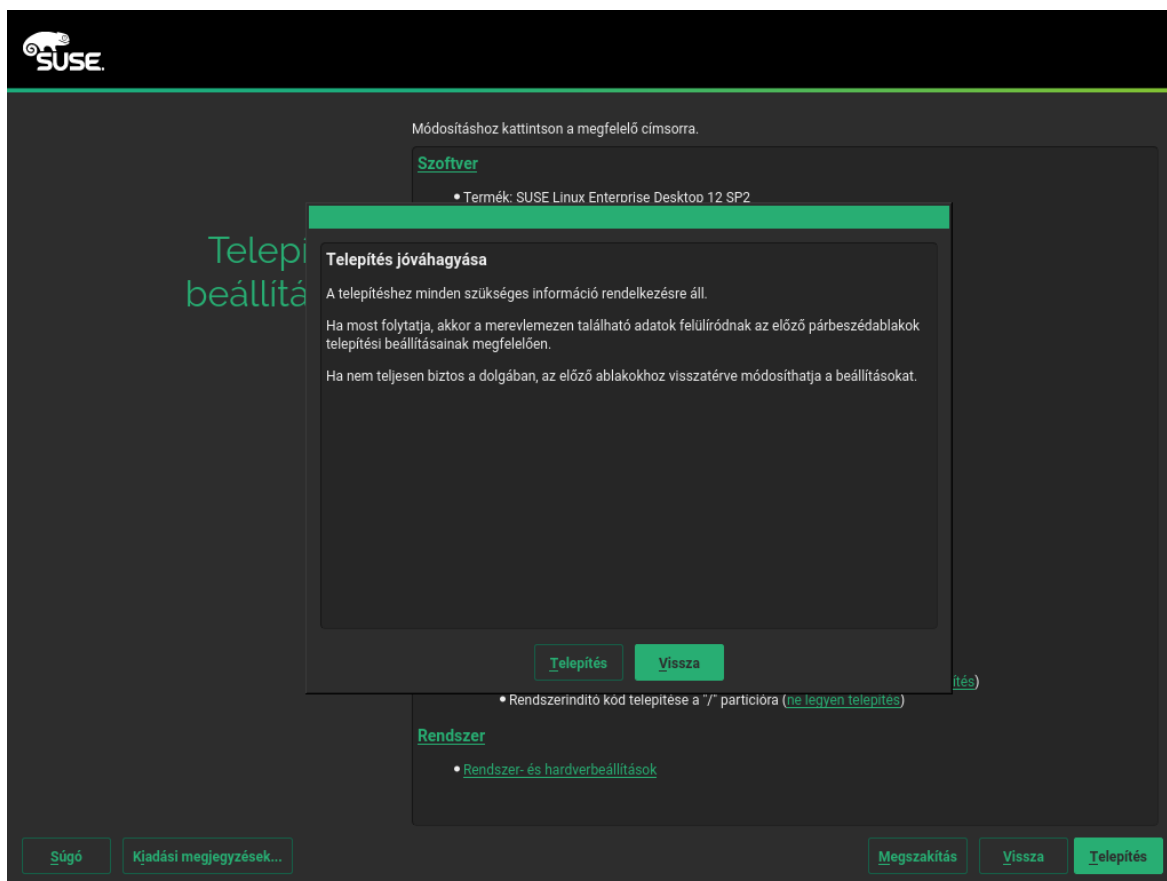 SUSE.
Módosításhoz kattintson a megfelelő címsorra.
Szoftver
Termék: SUSE Linux Enterprise Desktop 12 SP2
Telepítés jóváhagyása
A telepítéshez minden szükséges információ rendelkezésre áll.
Ha most folytatja, akkor a merevlemezen található adatok felülíródnak az előző párbeszédablakok
telepítési beállításainak megfelelően.
Ha nem teljesen biztos a dolgában, az előző ablakokhoz visszatérve módosíthatja a beállításokat.
Telepítés Vissza
Rendszerindító kód telepítése a "/" partícióra (ne legyen telepítés)
Rendszer
Rendszer- és hardverbeállítások
Súgó Kiadási megjegyzések... Megszakítás Vissza Telepítés